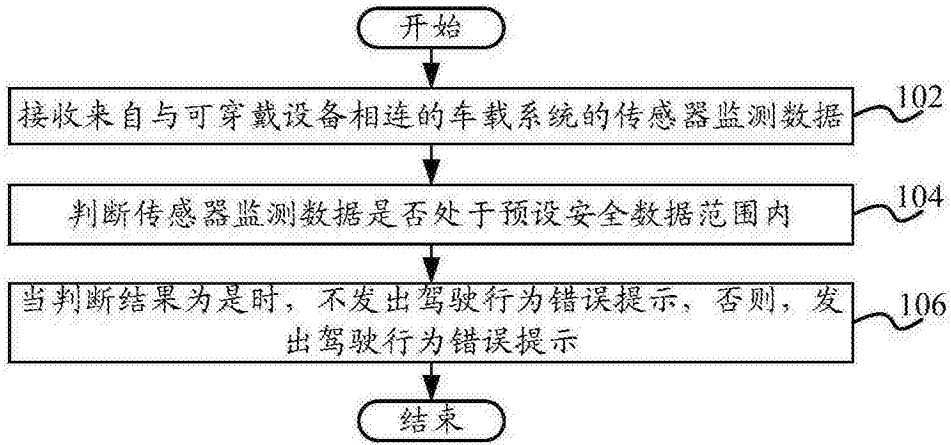 开始
接收来自与可穿戴设备相连的车载系统的传感器监测数据
102
判断传感器监测数据是否处于预设安全数据范围内
104
当判断结果为是时，不发出驾驶行为错误提示，否则，发
出驾驶行为错误提示
106
结束